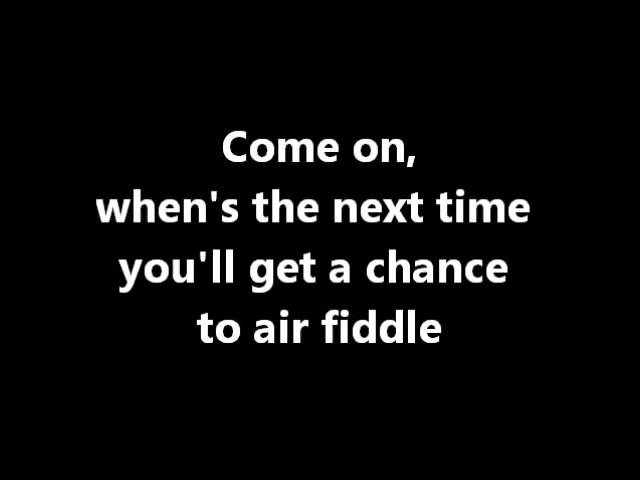 Come on,
when's the next time
you'll get a chance
to air fiddle